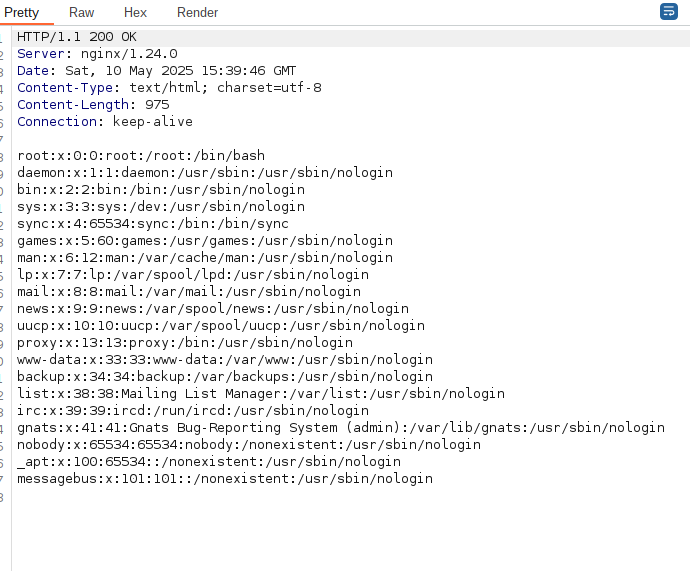 Pretty Raw Hex Render
HTTP/1.1 200 OK
Server: nginx/1.24.0
Date: Sat, 10 May 2025 15:39:46 GMT
Content-Type: text/html; charset=utf-8
Content-Length: 975
Connection: keep-alive

root:x:0:0:root:/root:/bin/bash
daemon:x:1:1:daemon:/usr/sbin:/usr/sbin/nologin
bin:x:2:2:bin:/bin:/usr/sbin/nologin
sys:x:3:3:sys:/dev:/usr/sbin/nologin
sync:x:4:65534:sync:/bin:/bin/sync
games:x:5:60:games:/usr/games:/usr/sbin/nologin
man:x:6:12:man:/var/cache/man:/usr/sbin/nologin
lp:x:7:7:lp:/var/spool/lpd:/usr/sbin/nologin
mail:x:8:8:mail:/var/mail:/usr/sbin/nologin
news:x:9:9:news:/var/spool/news:/usr/sbin/nologin
uucp:x:10:10:uucp:/var/spool/uucp:/usr/sbin/nologin
proxy:x:13:13:proxy:/bin:/usr/sbin/nologin
www-data:x:33:33:www-data:/var/www:/usr/sbin/nologin
backup:x:34:34:backup:/var/backups:/usr/sbin/nologin
list:x:38:38:Mailing List Manager:/var/list:/usr/sbin/nologin
irc:x:39:39:ircd:/run/ircd:/usr/sbin/nologin
gnats:x:41:41:Gnats Bug-Reporting System (admin):/var/lib/gnats:/usr/sbin/nologin
nobody:x:65534:65534:nobody:/nonexistent:/usr/sbin/nologin
_apt:x:100:65534::/nonexistent:/usr/sbin/nologin
messagebus:x:101:101::/nonexistent:/usr/sbin/nologin